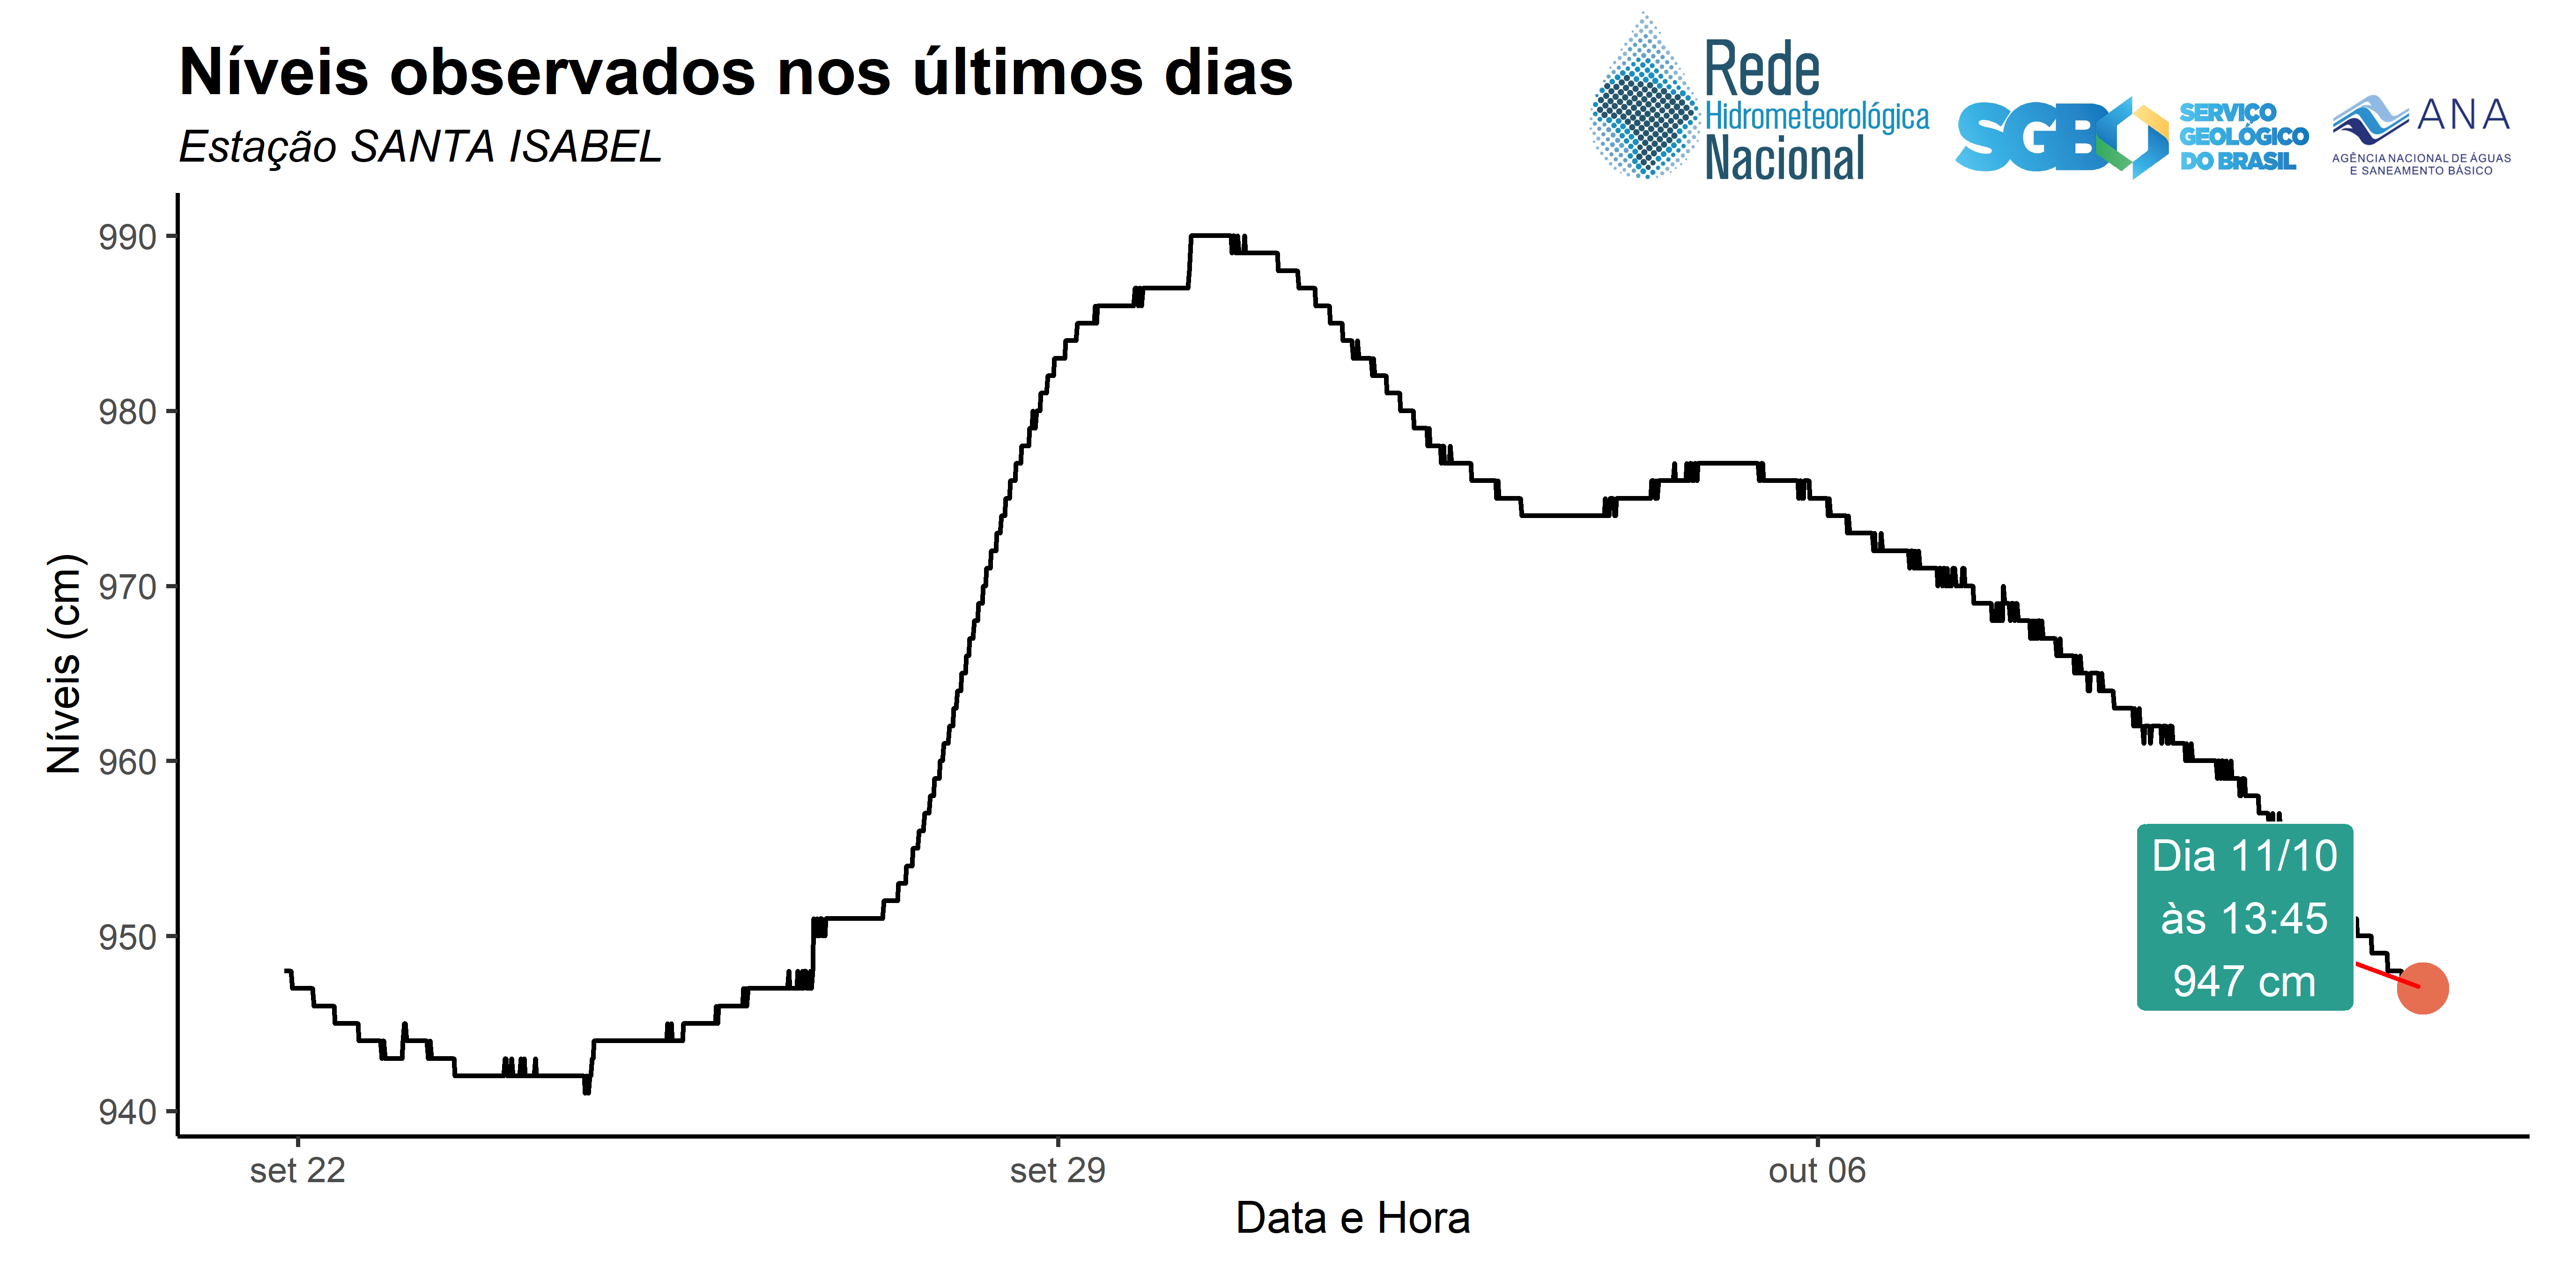 Níveis observados nos últimos dias
Estação SANTA ISABEL
Rede
Hidrometeorológica
Nacional
SGB
SERVIÇO
GEOLÓGICO
DO BRASIL
ANA
AGÊNCIA NACIONAL DE ÁGUAS
E SANEAMENTO BÁSICO
Níveis (cm)
990
980
970
960
950
940
Dia 11/10
às 13:45
947 cm
set 22
set 29
out 06
Data e Hora